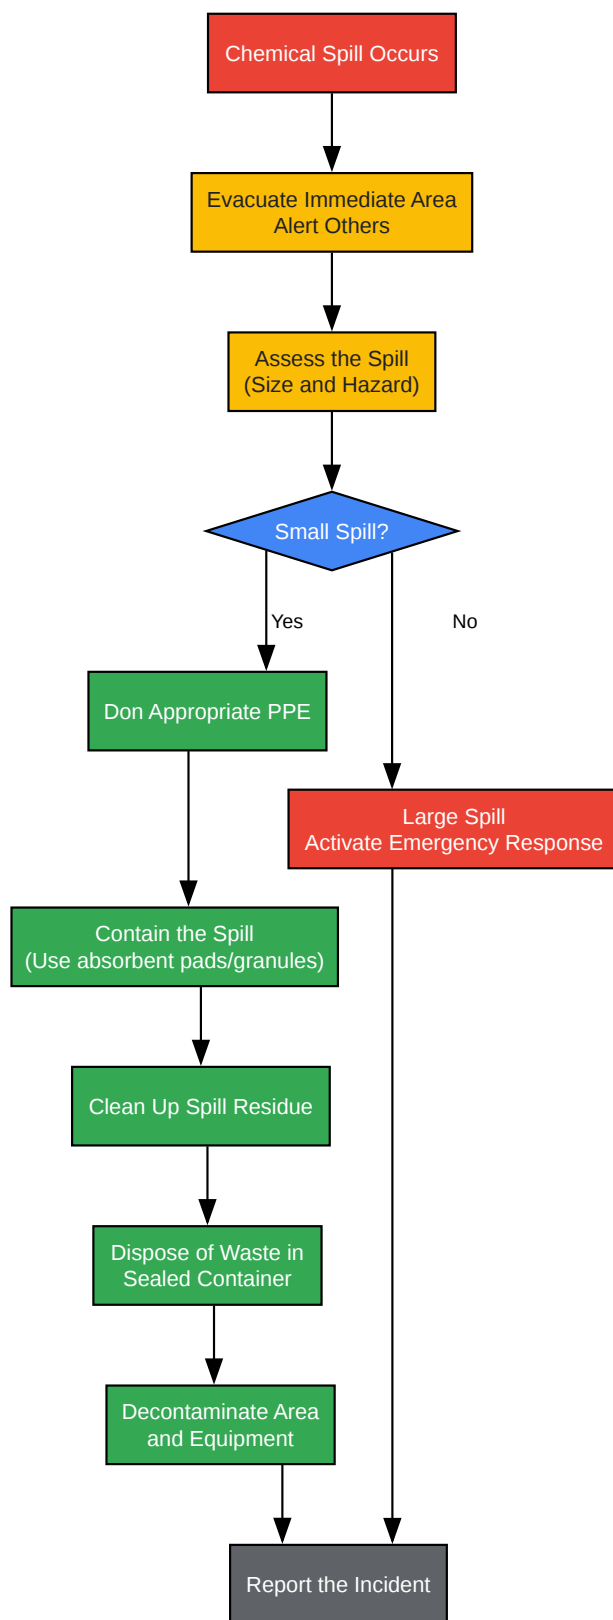 Chemical Spill Occurs
Evacuate Immediate Area
Alert Others
Assess the Spill
(Size and Hazard)
Small Spill?
Yes
No
Don Appropriate PPE
Large Spill
Activate Emergency Response
Contain the Spill
(Use absorbent pads/granules)
Clean Up Spill Residue
Dispose of Waste in
Sealed Container
Decontaminate Area
and Equipment
Report the Incident